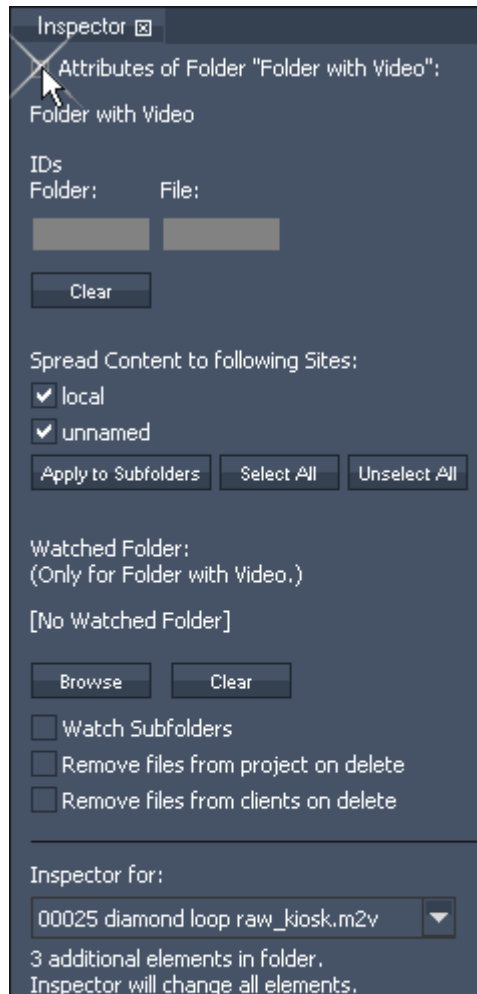 Inspector
Attributes of Folder "Folder with Video":
Folder with Video
IDs
Folder: File:
Clear
Spread Content to following Sites:
local
unnamed
Apply to Subfolders Select All Unselect All
Watched Folder:
(Only for Folder with Video.)
[No Watched Folder]
Browse Clear
Watch Subfolders
Remove files from project on delete
Remove files from clients on delete
Inspector for:
00025 diamond loop raw_kiosk.m2v
3 additional elements in folder.
Inspector will change all elements.